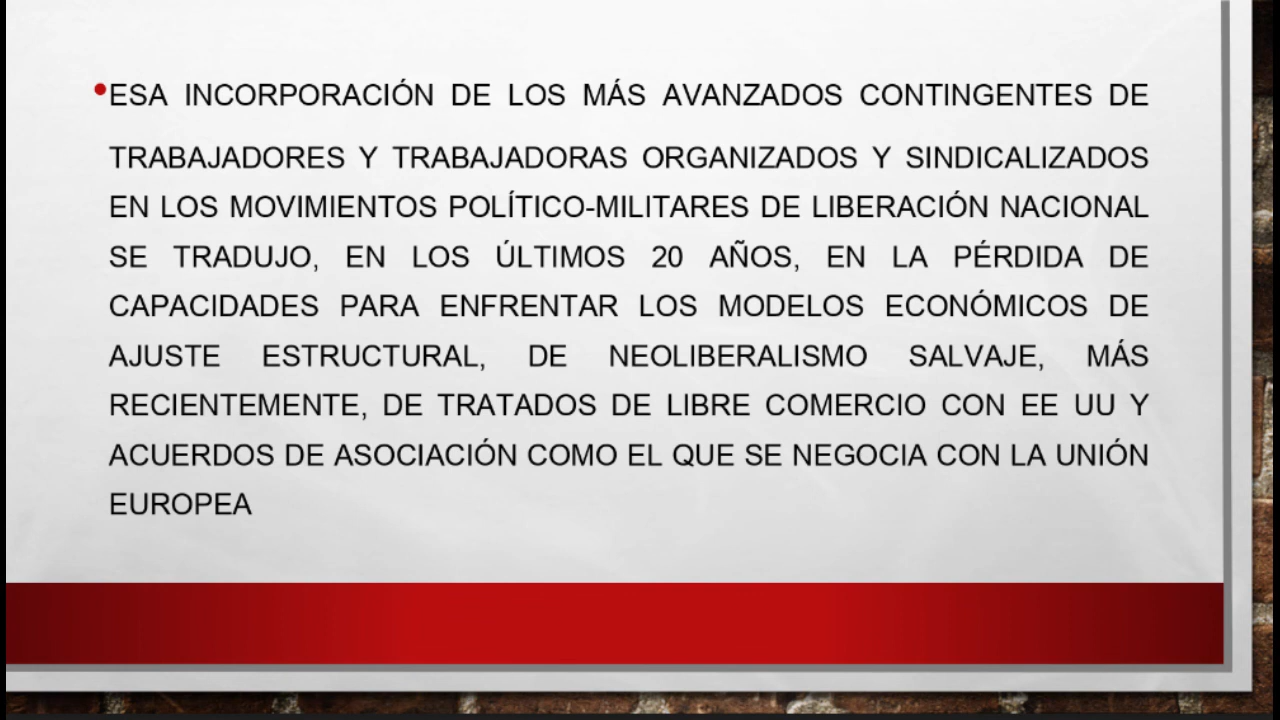 •ESA INCORPORACIÓN DE LOS MÁS AVANZADOS CONTINGENTES DE
TRABAJADORES Y TRABAJADORAS ORGANIZADOS Y SINDICALIZADOS
EN LOS MOVIMIENTOS POLÍTICO-MILITARES DE LIBERACIÓN NACIONAL
SE TRADUJO, EN LOS ÚLTIMOS 20 AÑOS, EN LA PÉRDIDA DE
CAPACIDADES PARA ENFRENTAR LOS MODELOS ECONÓMICOS DE
AJUSTE ESTRUCTURAL, DE NEOLIBERALISMO SALVAJE, MÁS
RECIENTEMENTE, DE TRATADOS DE LIBRE COMERCIO CON EE UU Y
ACUERDOS DE ASOCIACIÓN COMO EL QUE SE NEGOCIA CON LA UNIÓN
EUROPEA